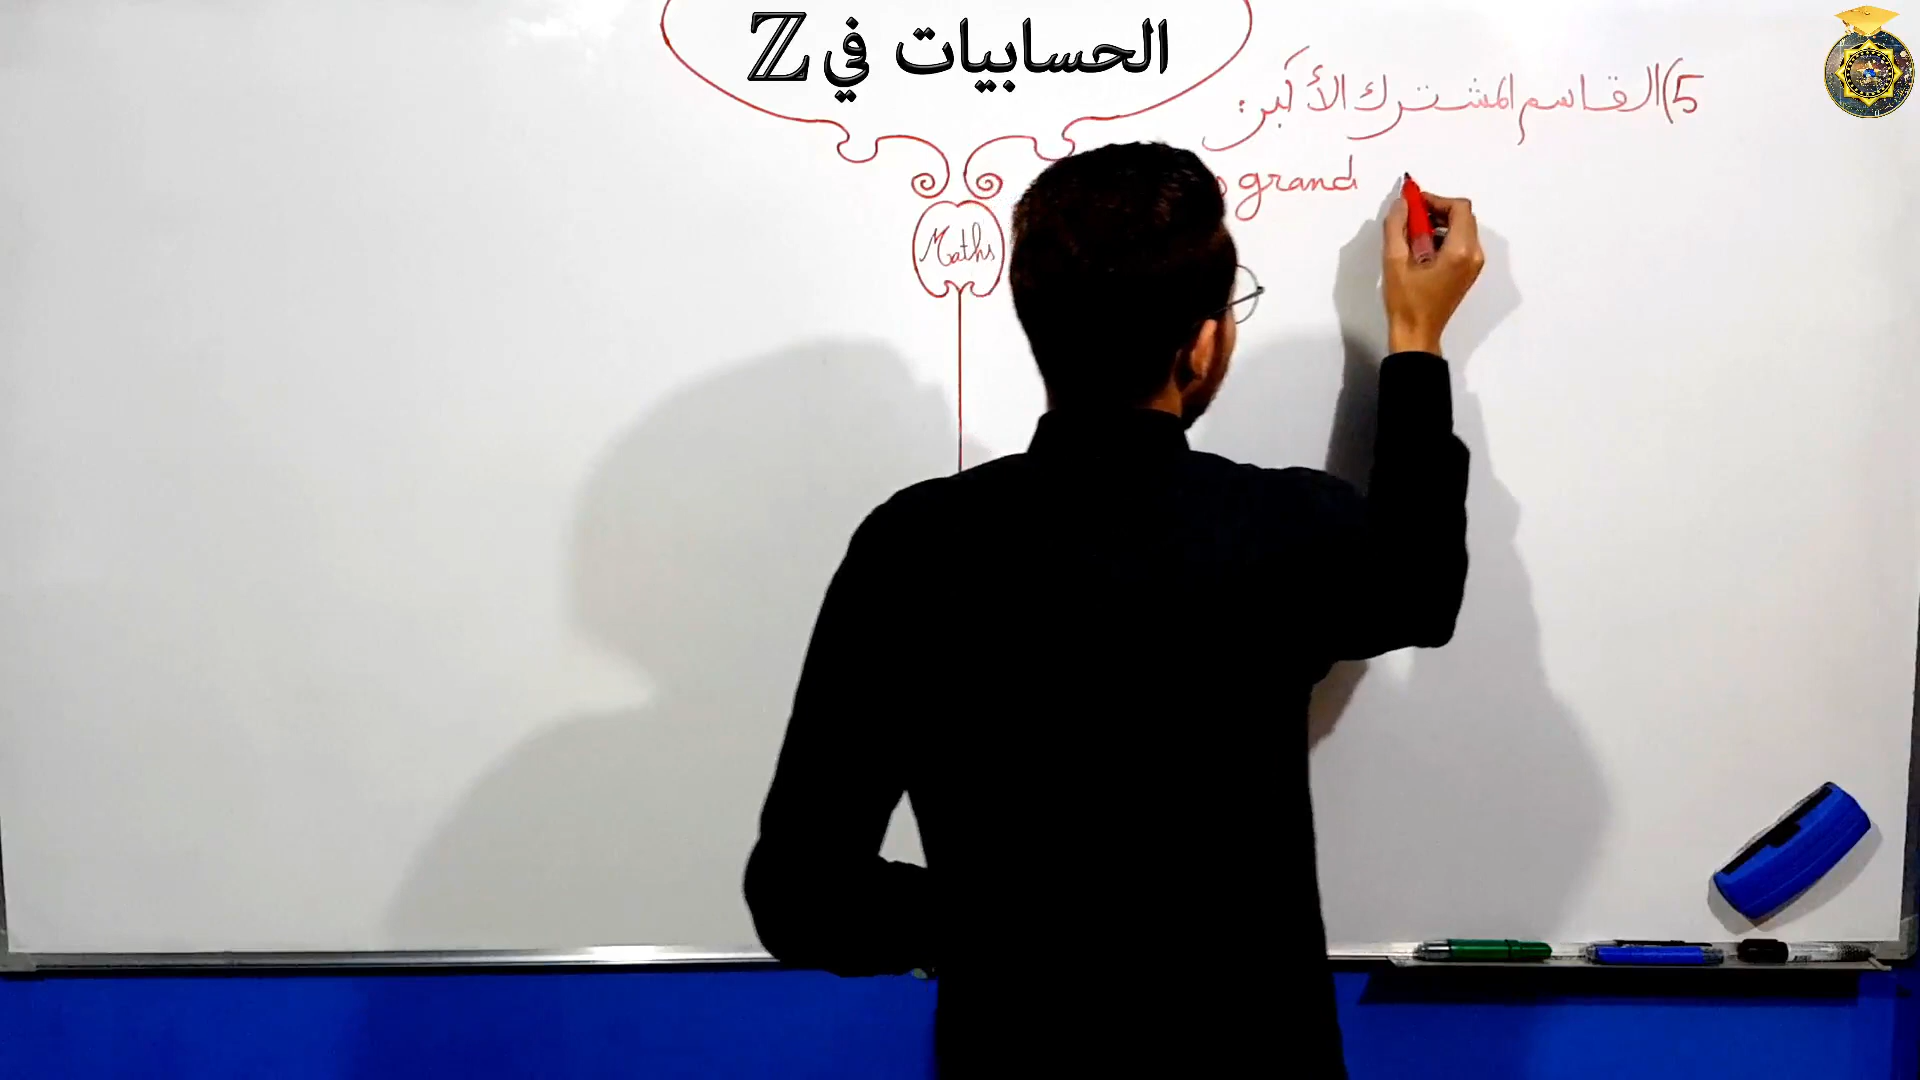 الحسابيات في ℤ
5) القاسم المشترك الأكبر:
grand
Maths